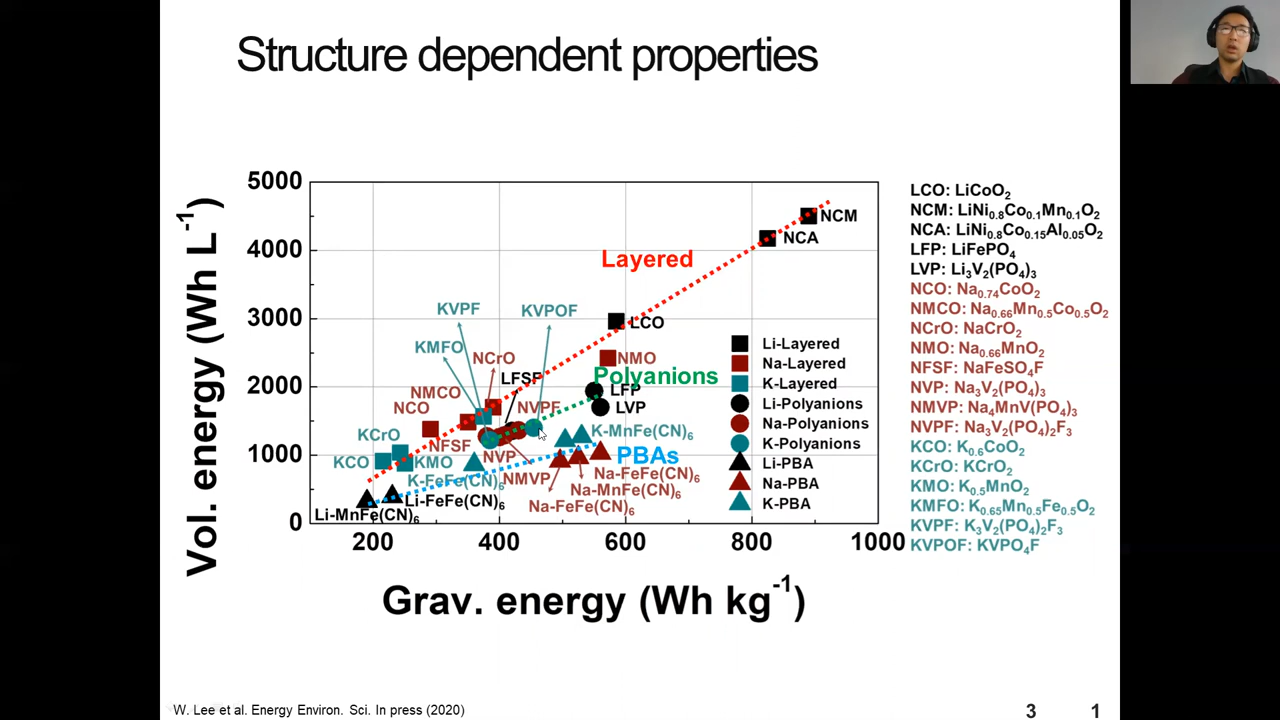 Structure dependent properties
5000
4000
3000
2000
1000
0
200
400
600
800
1000
Vol. energy (Wh L⁻¹)
Grav. energy (Wh kg⁻¹)
NCM
NCA
Layered
LCO
KVPF
KVPOF
KMFO
NCrO
NMO
LFSF
Polyanions
NMCO
LFP
NCO
NVPF
LVP
KCrO
NFSF
K-MnFe(CN)₆
KCO
KMO
NVP
PBAs
K-FeFe(CN)₆
NMVP
Na-FeFe(CN)₆
Na-MnFe(CN)₆
Li-FeFe(CN)₆
Na-FeFe(CN)₆
Li-MnFe(CN)₆
Li-Layered
Na-Layered
K-Layered
Li-Polyanions
Na-Polyanions
K-Polyanions
Li-PBA
Na-PBA
K-PBA
LCO: LiCoO₂
NCM: LiNi₀.₈Co₀.₁Mn₀.₁O₂
NCA: LiNi₀.₈Co₀.₁₅Al₀.₀₅O₂
LFP: LiFePO₄
LVP: Li₃V₂(PO₄)₃
NCO: Na₀.₇₄CoO₂
NMCO: Na₀.₆₆Mn₀.₅Co₀.₅O₂
NCrO: NaCrO₂
NMO: Na₀.₆₆MnO₂
NFSF: NaFeSO₄F
NVP: Na₃V₂(PO₄)₃
NMVP: Na₄MnV(PO₄)₃
NVPF: Na₃V₂(PO₄)₂F₃
KCO: K₀.₆CoO₂
KCrO: KCrO₂
KMO: K₀.₅MnO₂
KMFO: K₀.₆₅Mn₀.₅Fe₀.₅O₂
KVPF: K₃V₂(PO₄)₂F₃
KVPOF: KVPO₄F
W. Lee et al. Energy Environ. Sci. In press (2020)
3 1